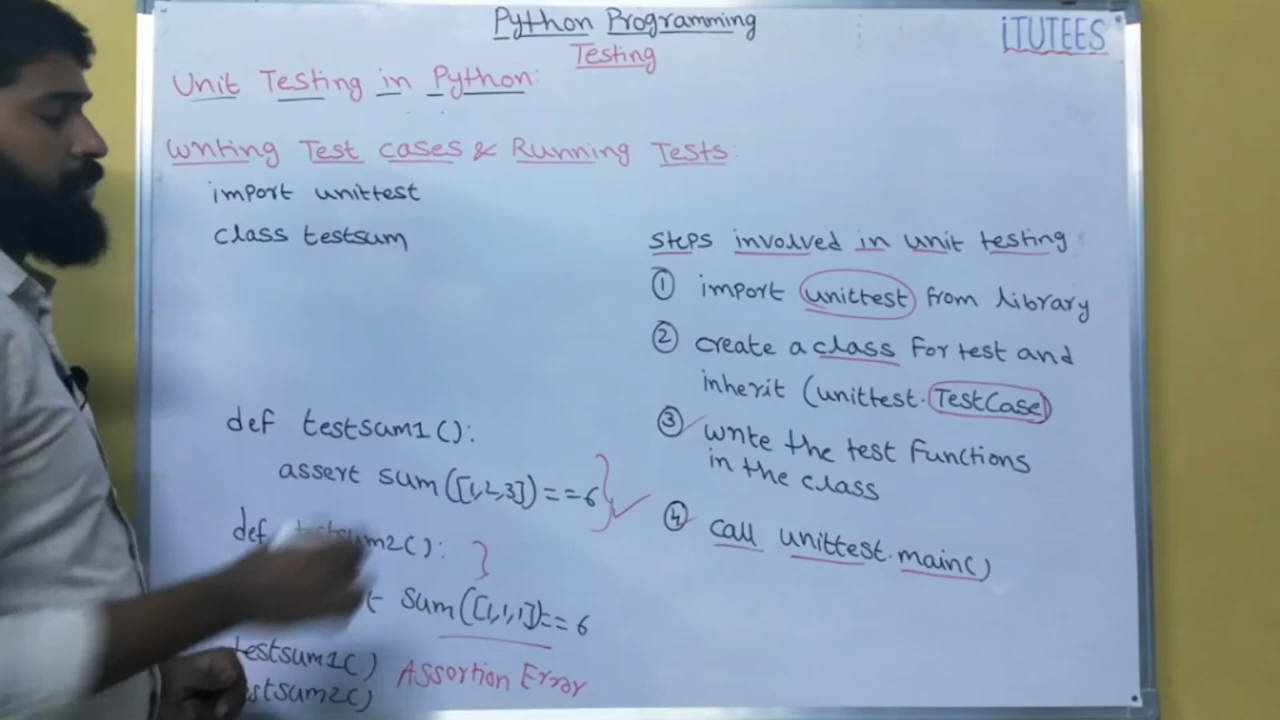 Python Programming
iTUTEES
Testing
Unit Testing in Python:
Writing Test cases & Running Tests:
import unittest
class testsum
def testsum1():
assert sum([1,2,3])==6
def testsum2():
sum([1,1,1])==6
testsum1()
Assortion Error
stsum2()
Steps involved in unit testing
① import unittest from library
② create a class for test and
inherit (unittest.TestCase)
③ write the test Functions
in the class
④ call unittest.main()